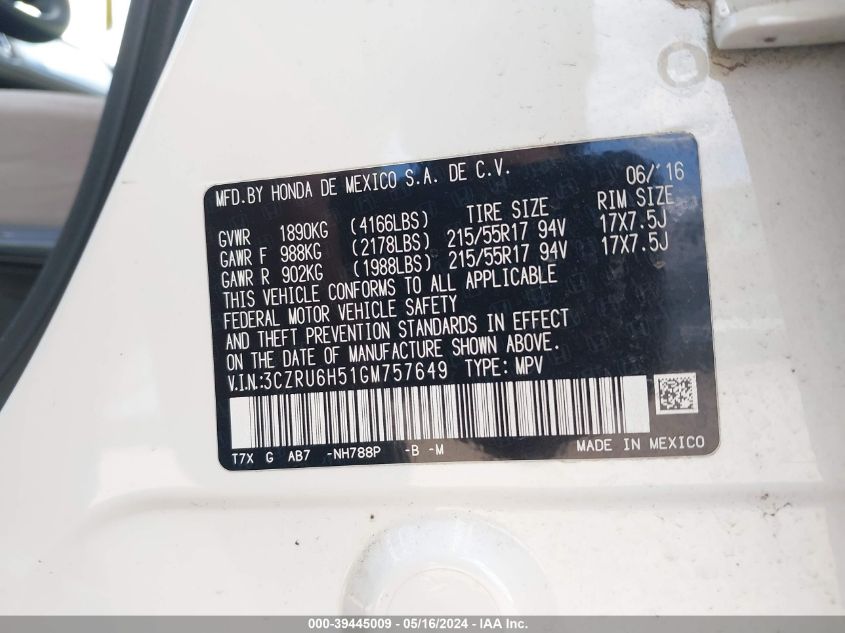 MFD.BY HONDA DE MEXICO S.A. DE C.V. 06/'16
TIRE SIZE RIM SIZE
GVWR 1890KG (4166LBS)
GAWR F 988KG (2178LBS) 215/55R17 94V 17X7.5J
GAWR R 902KG (1988LBS) 215/55R17 94V 17X7.5J
THIS VEHICLE CONFORMS TO ALL APPLICABLE
FEDERAL MOTOR VEHICLE SAFETY
AND THEFT PREVENTION STANDARDS IN EFFECT
ON THE DATE OF MANUFACTURE SHOWN ABOVE.
V.I.N.:3CZRU6H51GM757649 TYPE: MPV
T7X G AB7 -NH788P -B -M MADE IN MEXICO
000-39445009 - 05/16/2024 - IAA Inc.